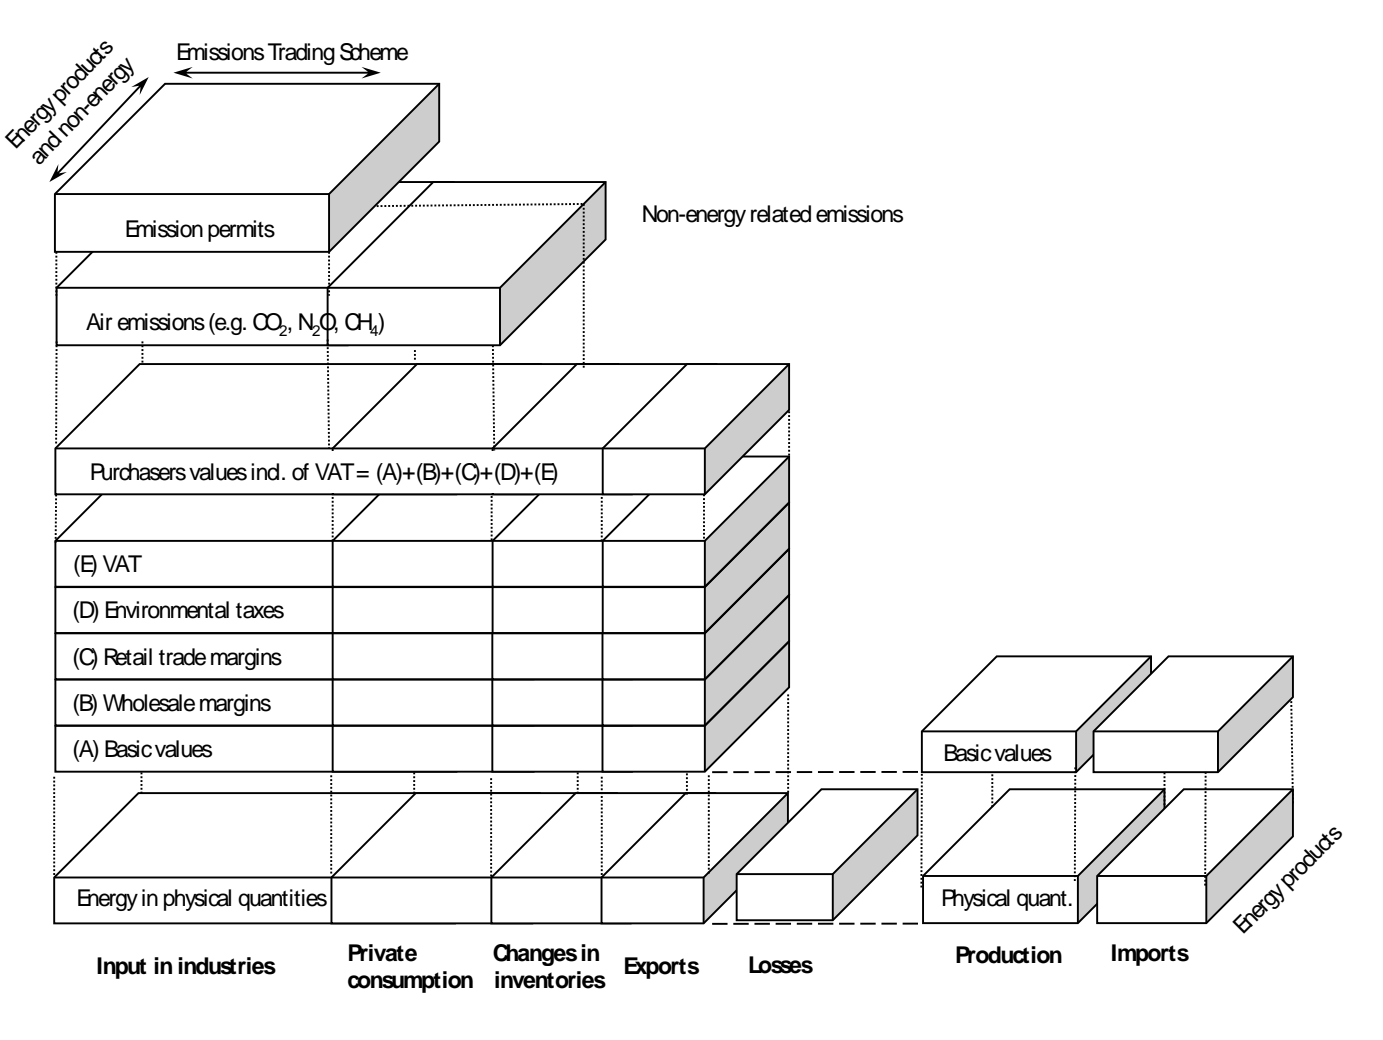 Emissions Trading Scheme
Energy products
and non-energy
Emission permits
Non-energy related emissions
Air emissions (e.g. CO₂, N₂O, CH₄)
Purchasers values incl. of VAT = (A)+(B)+(C)+(D)+(E)
(E) VAT
(D) Environmental taxes
(C) Retail trade margins
(B) Wholesale margins
(A) Basic values
Basic values
Energy in physical quantities
Physical quant.
Energy products
Input in industries
Private
consumption
Changes in
inventories
Exports
Losses
Production
Imports